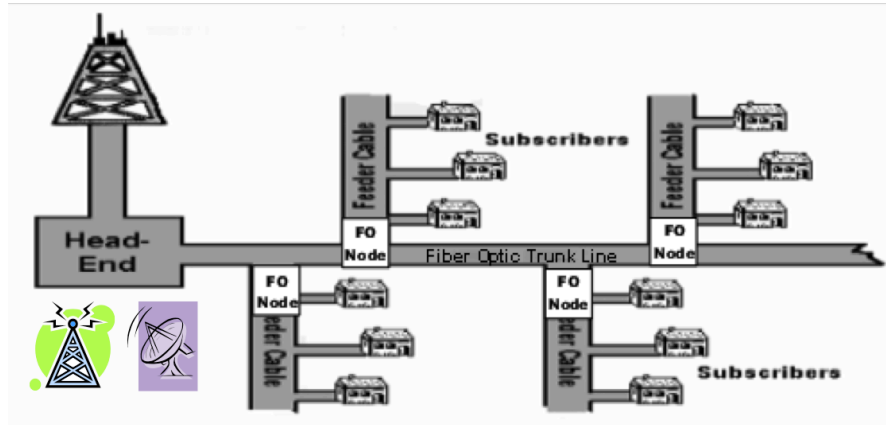 Subscribers
Feeder Cable
Feeder Cable
FO
Node
FO
Node
Head-
End
Fiber Optic Trunk Line
FO
Node
FO
Node
eder Cable
eder Cable
Subscribers